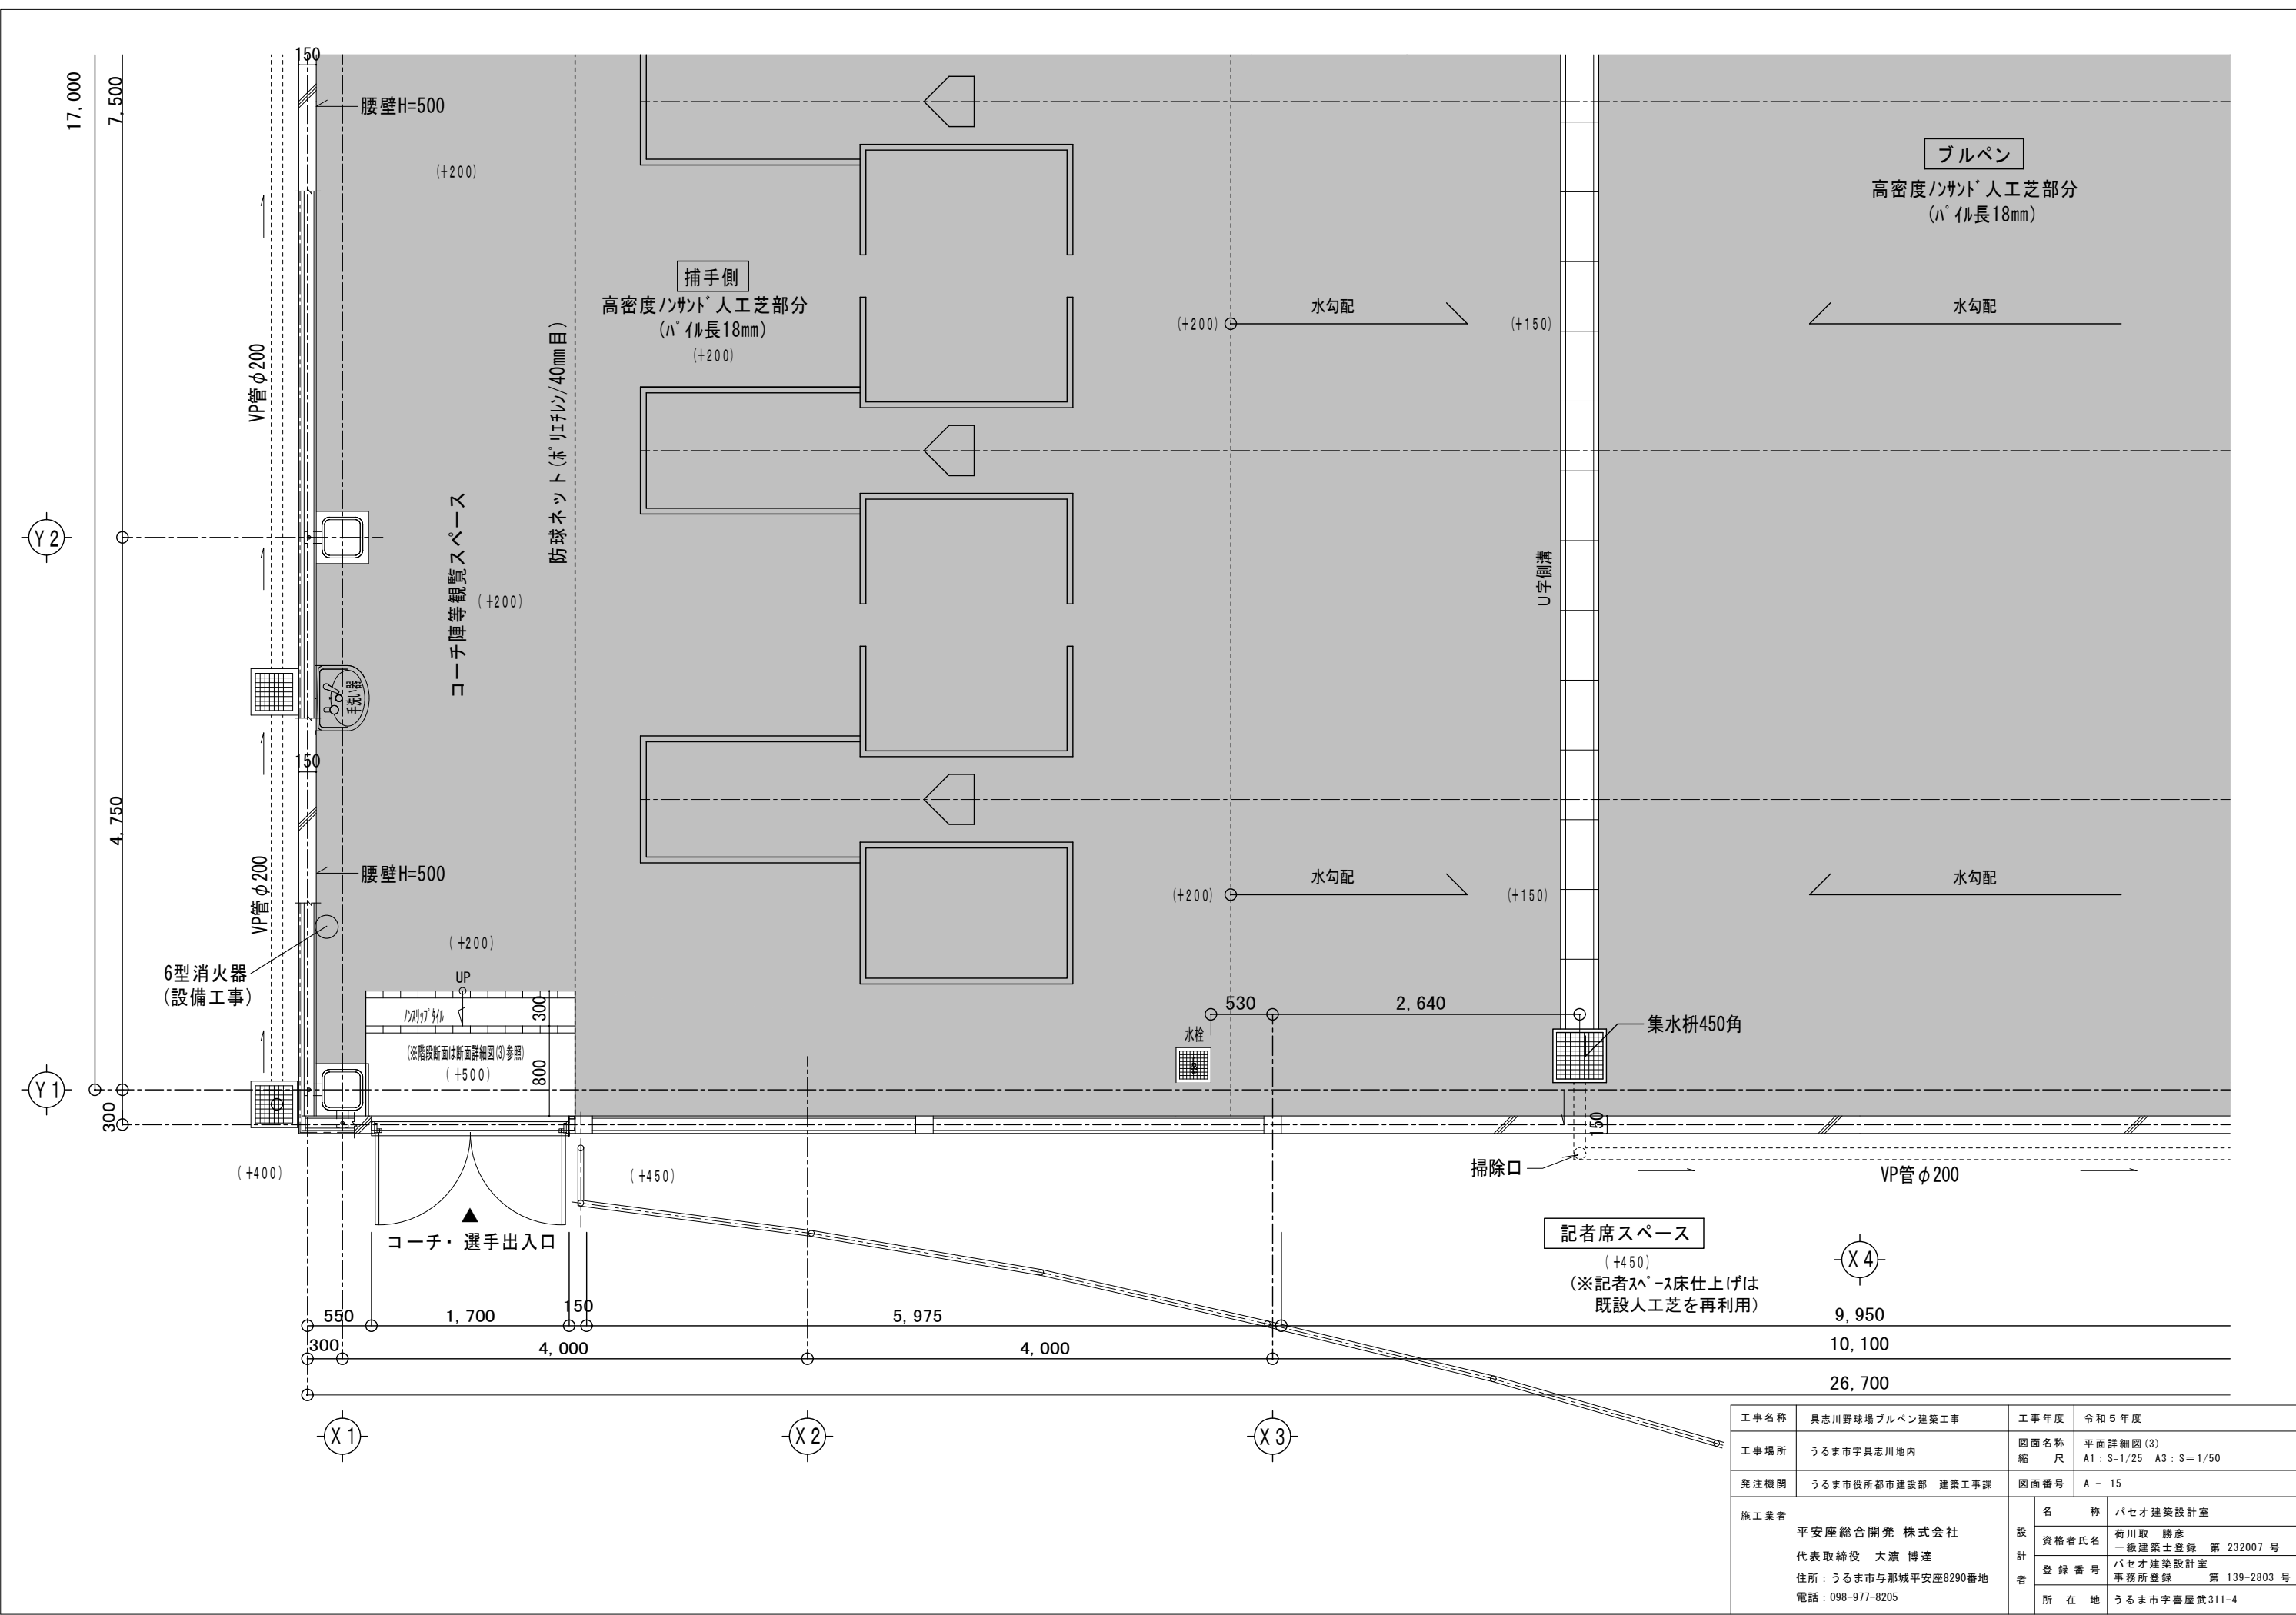 150
17,000
7,500
腰壁H=500
(+200)
ブルペン
高密度ﾉﾝｻﾝﾄﾞ人工芝部分
(ﾊﾟｲﾙ長18mm)
捕手側
高密度ﾉﾝｻﾝﾄﾞ人工芝部分
(ﾊﾟｲﾙ長18mm)
(+200)
(+200)
水勾配
(+150)
水勾配
VP管φ200
防球ネット(ﾎﾟﾘｴﾁﾚﾝ/40mm目)
コーチ陣等観覧スペース
(+200)
Y2
U字側溝
手洗い器
150
4,750
腰壁H=500
VP管φ200
(+200)
水勾配
(+150)
水勾配
6型消火器
(設備工事)
(+200)
UP
ﾉﾝｽﾘｯﾌﾟﾀｲﾙ
300
(※階段断面は断面詳細図(3)参照)
(+500)
800
530
2,640
水栓
集水枡450角
Y1
300
150
(+400)
(+450)
掃除口
VP管φ200
コーチ・選手出入口
記者席スペース
(+450)
(※記者ｽﾍﾟｰｽ床仕上げは
既設人工芝を再利用)
X4
550
1,700
150
5,975
9,950
300
4,000
4,000
10,100
26,700
X1
X2
X3
工事名称 具志川野球場ブルペン建築工事 工事年度 令和5年度
工事場所 うるま市字具志川地内 図面名称 平面詳細図(3)
縮尺 A1：S=1/25 A3：S＝1/50
発注機関 うるま市役所都市建設部 建築工事課 図面番号 A - 15
施工業者
平安座総合開発 株式会社
代表取締役 大濵 博達
住所：うるま市与那城平安座8290番地
電話：098-977-8205
設計者
名称 パセオ建築設計室
資格者氏名 荷川取 勝彦
一級建築士登録 第 232007 号
登録番号 パセオ建築設計室
事務所登録 第 139-2803 号
所在地 うるま市字喜屋武311-4